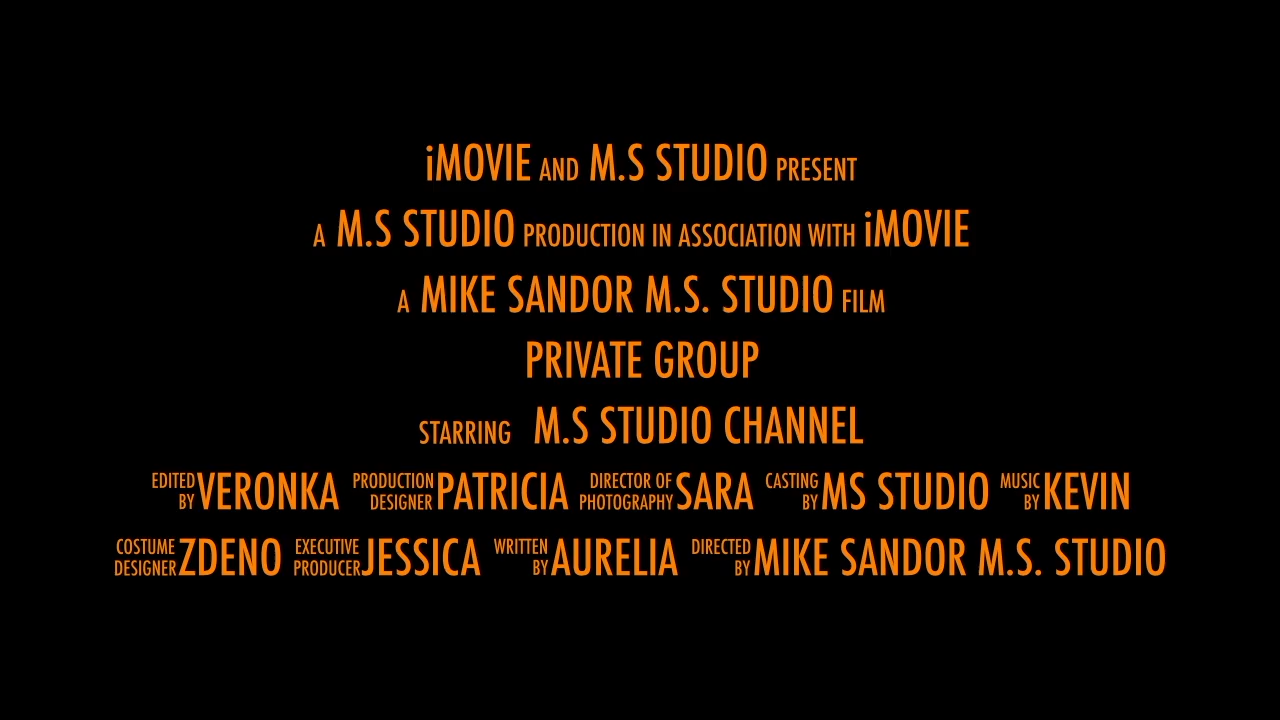 iMOVIE AND M.S STUDIO PRESENT
A M.S STUDIO PRODUCTION IN ASSOCIATION WITH iMOVIE
A MIKE SANDOR M.S. STUDIO FILM
PRIVATE GROUP
STARRING M.S STUDIO CHANNEL
EDITED BY VERONKA PRODUCTION DESIGNER PATRICIA DIRECTOR OF PHOTOGRAPHY SARA CASTING BY MS STUDIO MUSIC BY KEVIN
COSTUME DESIGNER ZDENO EXECUTIVE PRODUCER JESSICA WRITTEN BY AURELIA DIRECTED BY MIKE SANDOR M.S. STUDIO